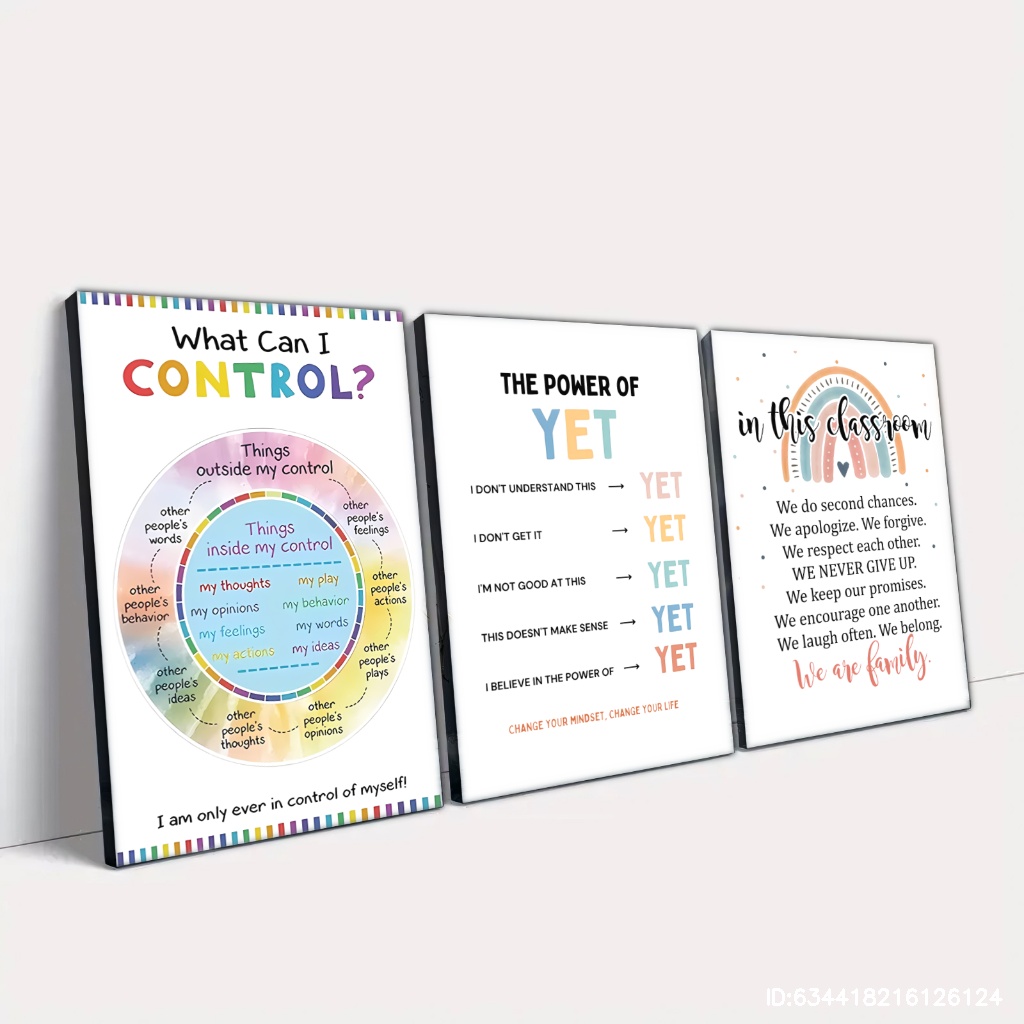 What Can I
CONTROL?
Things
outside my control
other
people's
words
other
people's
feelings
other
people's
behavior
other
people's
actions
other
people's
ideas
other
people's
plays
other
people's
thoughts
other
people's
opinions
Things
inside my control
my thoughts
my play
my opinions
my behavior
my feelings
my words
my actions
my ideas
I am only ever in control of myself!
THE POWER OF
YET
I DON'T UNDERSTAND THIS → YET
I DON'T GET IT → YET
I'M NOT GOOD AT THIS → YET
THIS DOESN'T MAKE SENSE → YET
I BELIEVE IN THE POWER OF → YET
CHANGE YOUR MINDSET, CHANGE YOUR LIFE
in this classroom
We do second chances.
We apologize. We forgive.
We respect each other.
WE NEVER GIVE UP.
We keep our promises.
We encourage one another.
We laugh often. We belong.
We are family.
ID:634418216126124